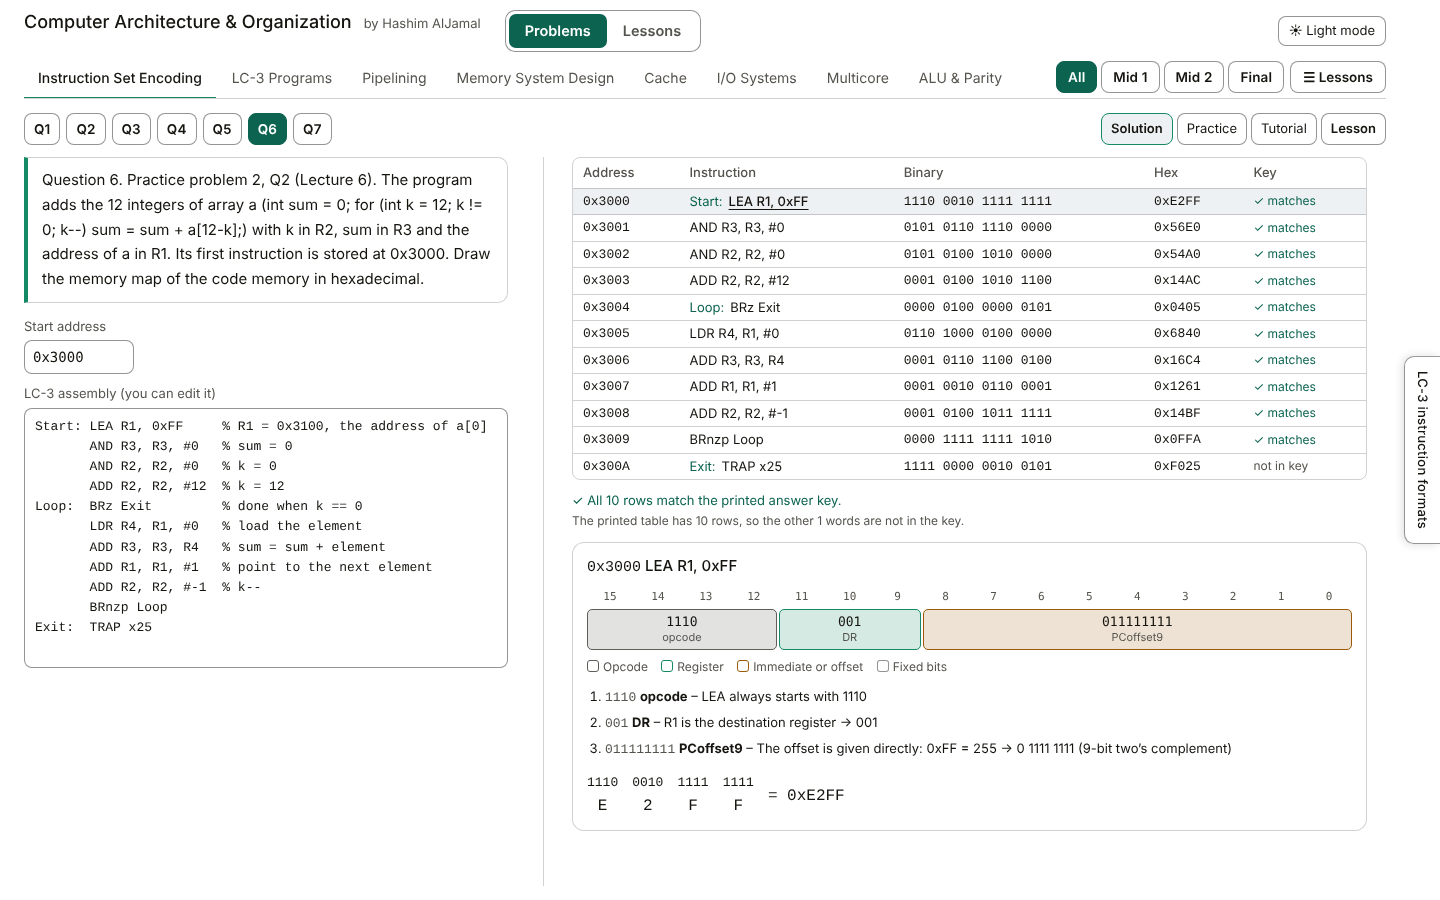 Computer Architecture & Organization by Hashim AlJamal Problems Lessons ☀ Light mode
Instruction Set Encoding LC-3 Programs Pipelining Memory System Design Cache I/O Systems Multicore ALU & Parity All Mid 1 Mid 2 Final ☰ Lessons
Q1 Q2 Q3 Q4 Q5 Q6 Q7 Solution Practice Tutorial Lesson
Question 6. Practice problem 2, Q2 (Lecture 6). The program
adds the 12 integers of array a (int sum = 0; for (int k = 12; k !=
0; k--) sum = sum + a[12-k];) with k in R2, sum in R3 and the
address of a in R1. Its first instruction is stored at 0x3000. Draw
the memory map of the code memory in hexadecimal.
Start address
0x3000
LC-3 assembly (you can edit it)
Start: LEA R1, 0xFF % R1 = 0x3100, the address of a[0]
AND R3, R3, #0 % sum = 0
AND R2, R2, #0 % k = 0
ADD R2, R2, #12 % k = 12
Loop: BRz Exit % done when k == 0
LDR R4, R1, #0 % load the element
ADD R3, R3, R4 % sum = sum + element
ADD R1, R1, #1 % point to the next element
ADD R2, R2, #-1 % k--
BRnzp Loop
Exit: TRAP x25
Address Instruction Binary Hex Key
0x3000 Start: LEA R1, 0xFF 1110 0010 1111 1111 0xE2FF ✓ matches
0x3001 AND R3, R3, #0 0101 0110 1110 0000 0x56E0 ✓ matches
0x3002 AND R2, R2, #0 0101 0100 1010 0000 0x54A0 ✓ matches
0x3003 ADD R2, R2, #12 0001 0100 1010 1100 0x14AC ✓ matches
0x3004 Loop: BRz Exit 0000 0100 0000 0101 0x0405 ✓ matches
0x3005 LDR R4, R1, #0 0110 1000 0100 0000 0x6840 ✓ matches
0x3006 ADD R3, R3, R4 0001 0110 1100 0100 0x16C4 ✓ matches
0x3007 ADD R1, R1, #1 0001 0010 0110 0001 0x1261 ✓ matches
0x3008 ADD R2, R2, #-1 0001 0100 1011 1111 0x14BF ✓ matches
0x3009 BRnzp Loop 0000 1111 1111 1010 0x0FFA ✓ matches
0x300A Exit: TRAP x25 1111 0000 0010 0101 0xF025 not in key
✓ All 10 rows match the printed answer key.
The printed table has 10 rows, so the other 1 words are not in the key.
0x3000 LEA R1, 0xFF
15 14 13 12 11 10 9 8 7 6 5 4 3 2 1 0
1110 001 011111111
opcode DR PCoffset9
Opcode Register Immediate or offset Fixed bits
1. 1110 opcode – LEA always starts with 1110
2. 001 DR – R1 is the destination register → 001
3. 011111111 PCoffset9 – The offset is given directly: 0xFF = 255 → 0 1111 1111 (9-bit two's complement)
1110 0010 1111 1111
E 2 F F = 0xE2FF
LC-3 instruction formats